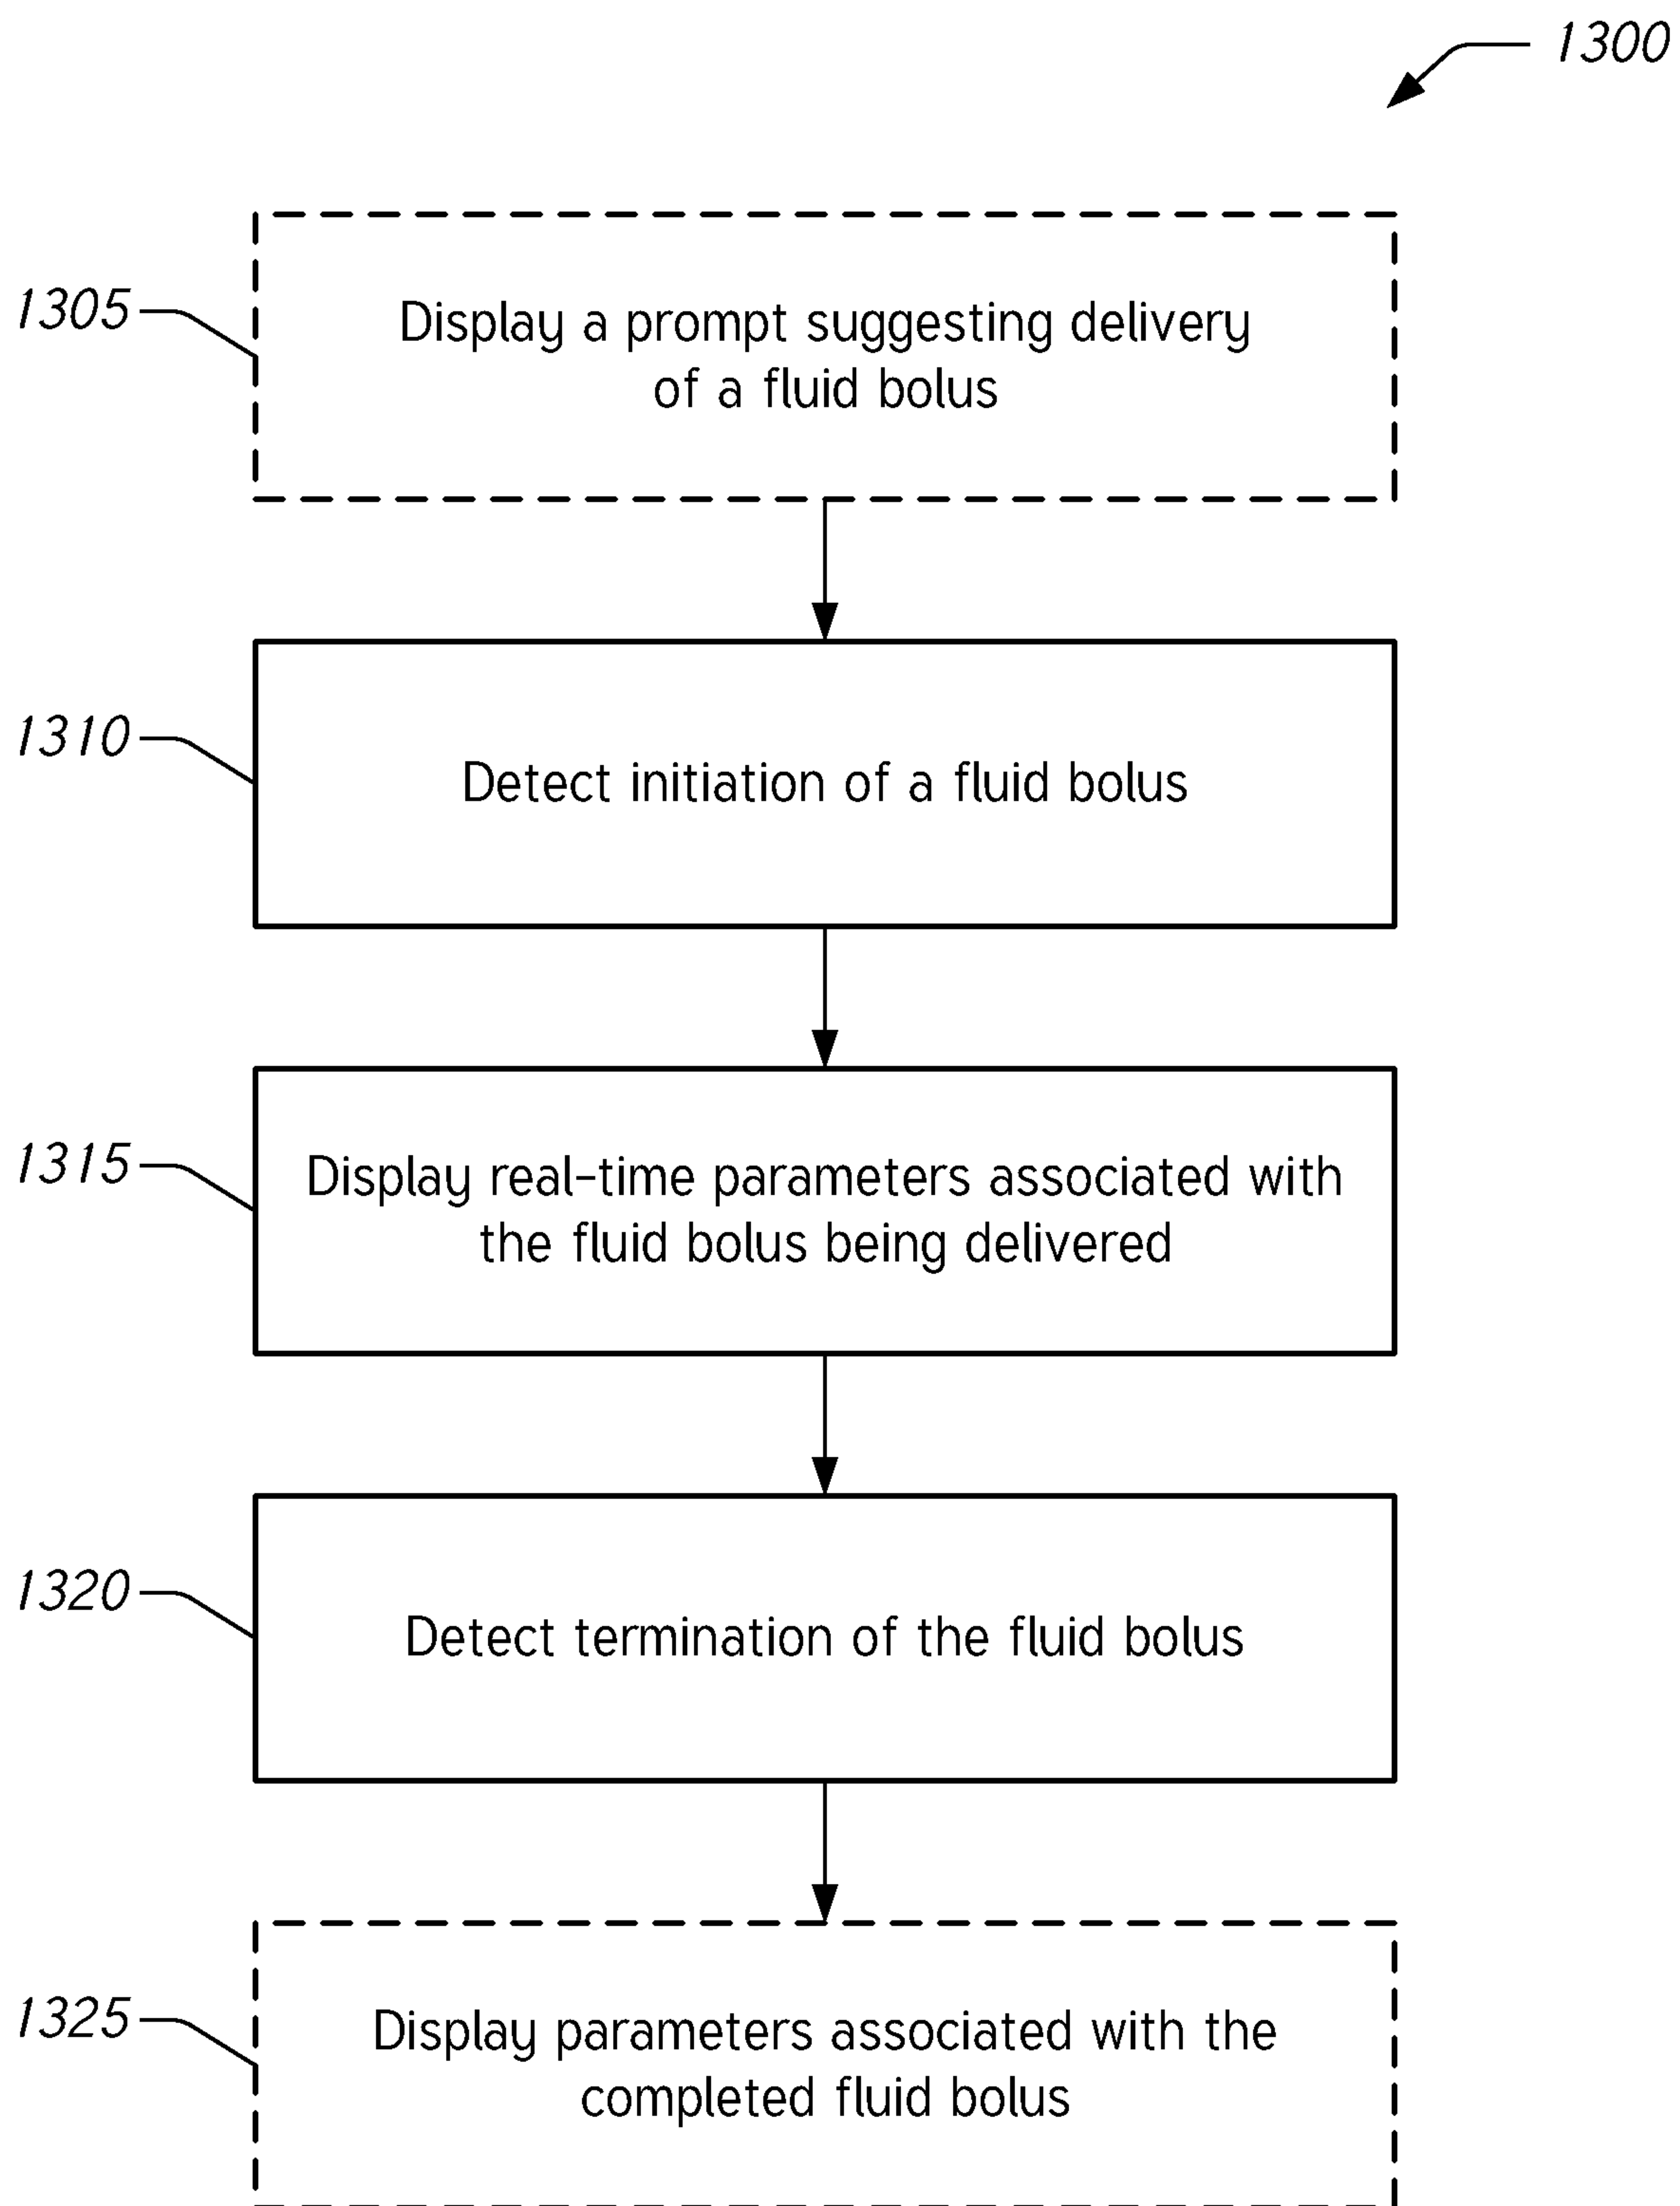 1300
1305
Display a prompt suggesting delivery
of a fluid bolus
1310
Detect initiation of a fluid bolus
1315
Display real-time parameters associated with
the fluid bolus being delivered
1320
Detect termination of the fluid bolus
1325
Display parameters associated with the
completed fluid bolus